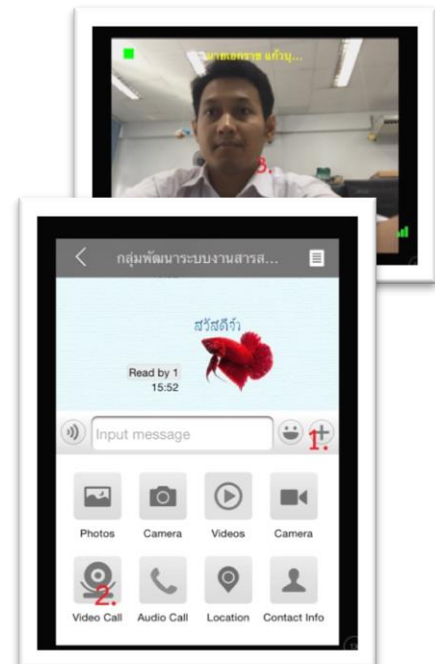 3.
กลุ่มพัฒนาระบบงานสารส...
สวัสดีจ้า
Read by 1
15:52
Input message
1.
Photos
Camera
Videos
Camera
2.
Video Call
Audio Call
Location
Contact Info